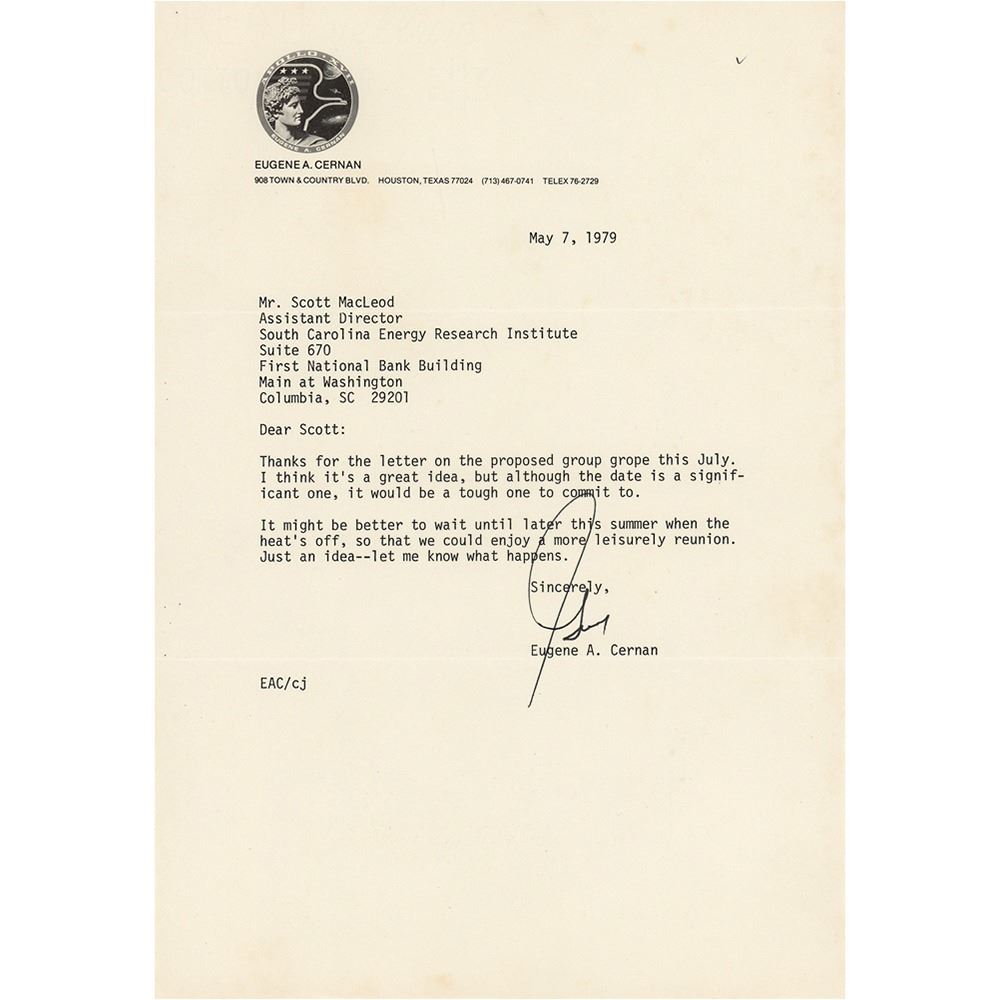 APOLLO XVII
EUGENE A. CERNAN
EUGENE A. CERNAN
908 TOWN & COUNTRY BLVD. HOUSTON, TEXAS 77024 (713) 467-0741 TELEX 76-2729
May 7, 1979
Mr. Scott MacLeod
Assistant Director
South Carolina Energy Research Institute
Suite 670
First National Bank Building
Main at Washington
Columbia, SC 29201
Dear Scott:
Thanks for the letter on the proposed group grope this July.
I think it's a great idea, but although the date is a signif-
icant one, it would be a tough one to commit to.
It might be better to wait until later this summer when the
heat's off, so that we could enjoy a more leisurely reunion.
Just an idea--let me know what happens.
Sincerely,
Eugene A. Cernan
EAC/cj